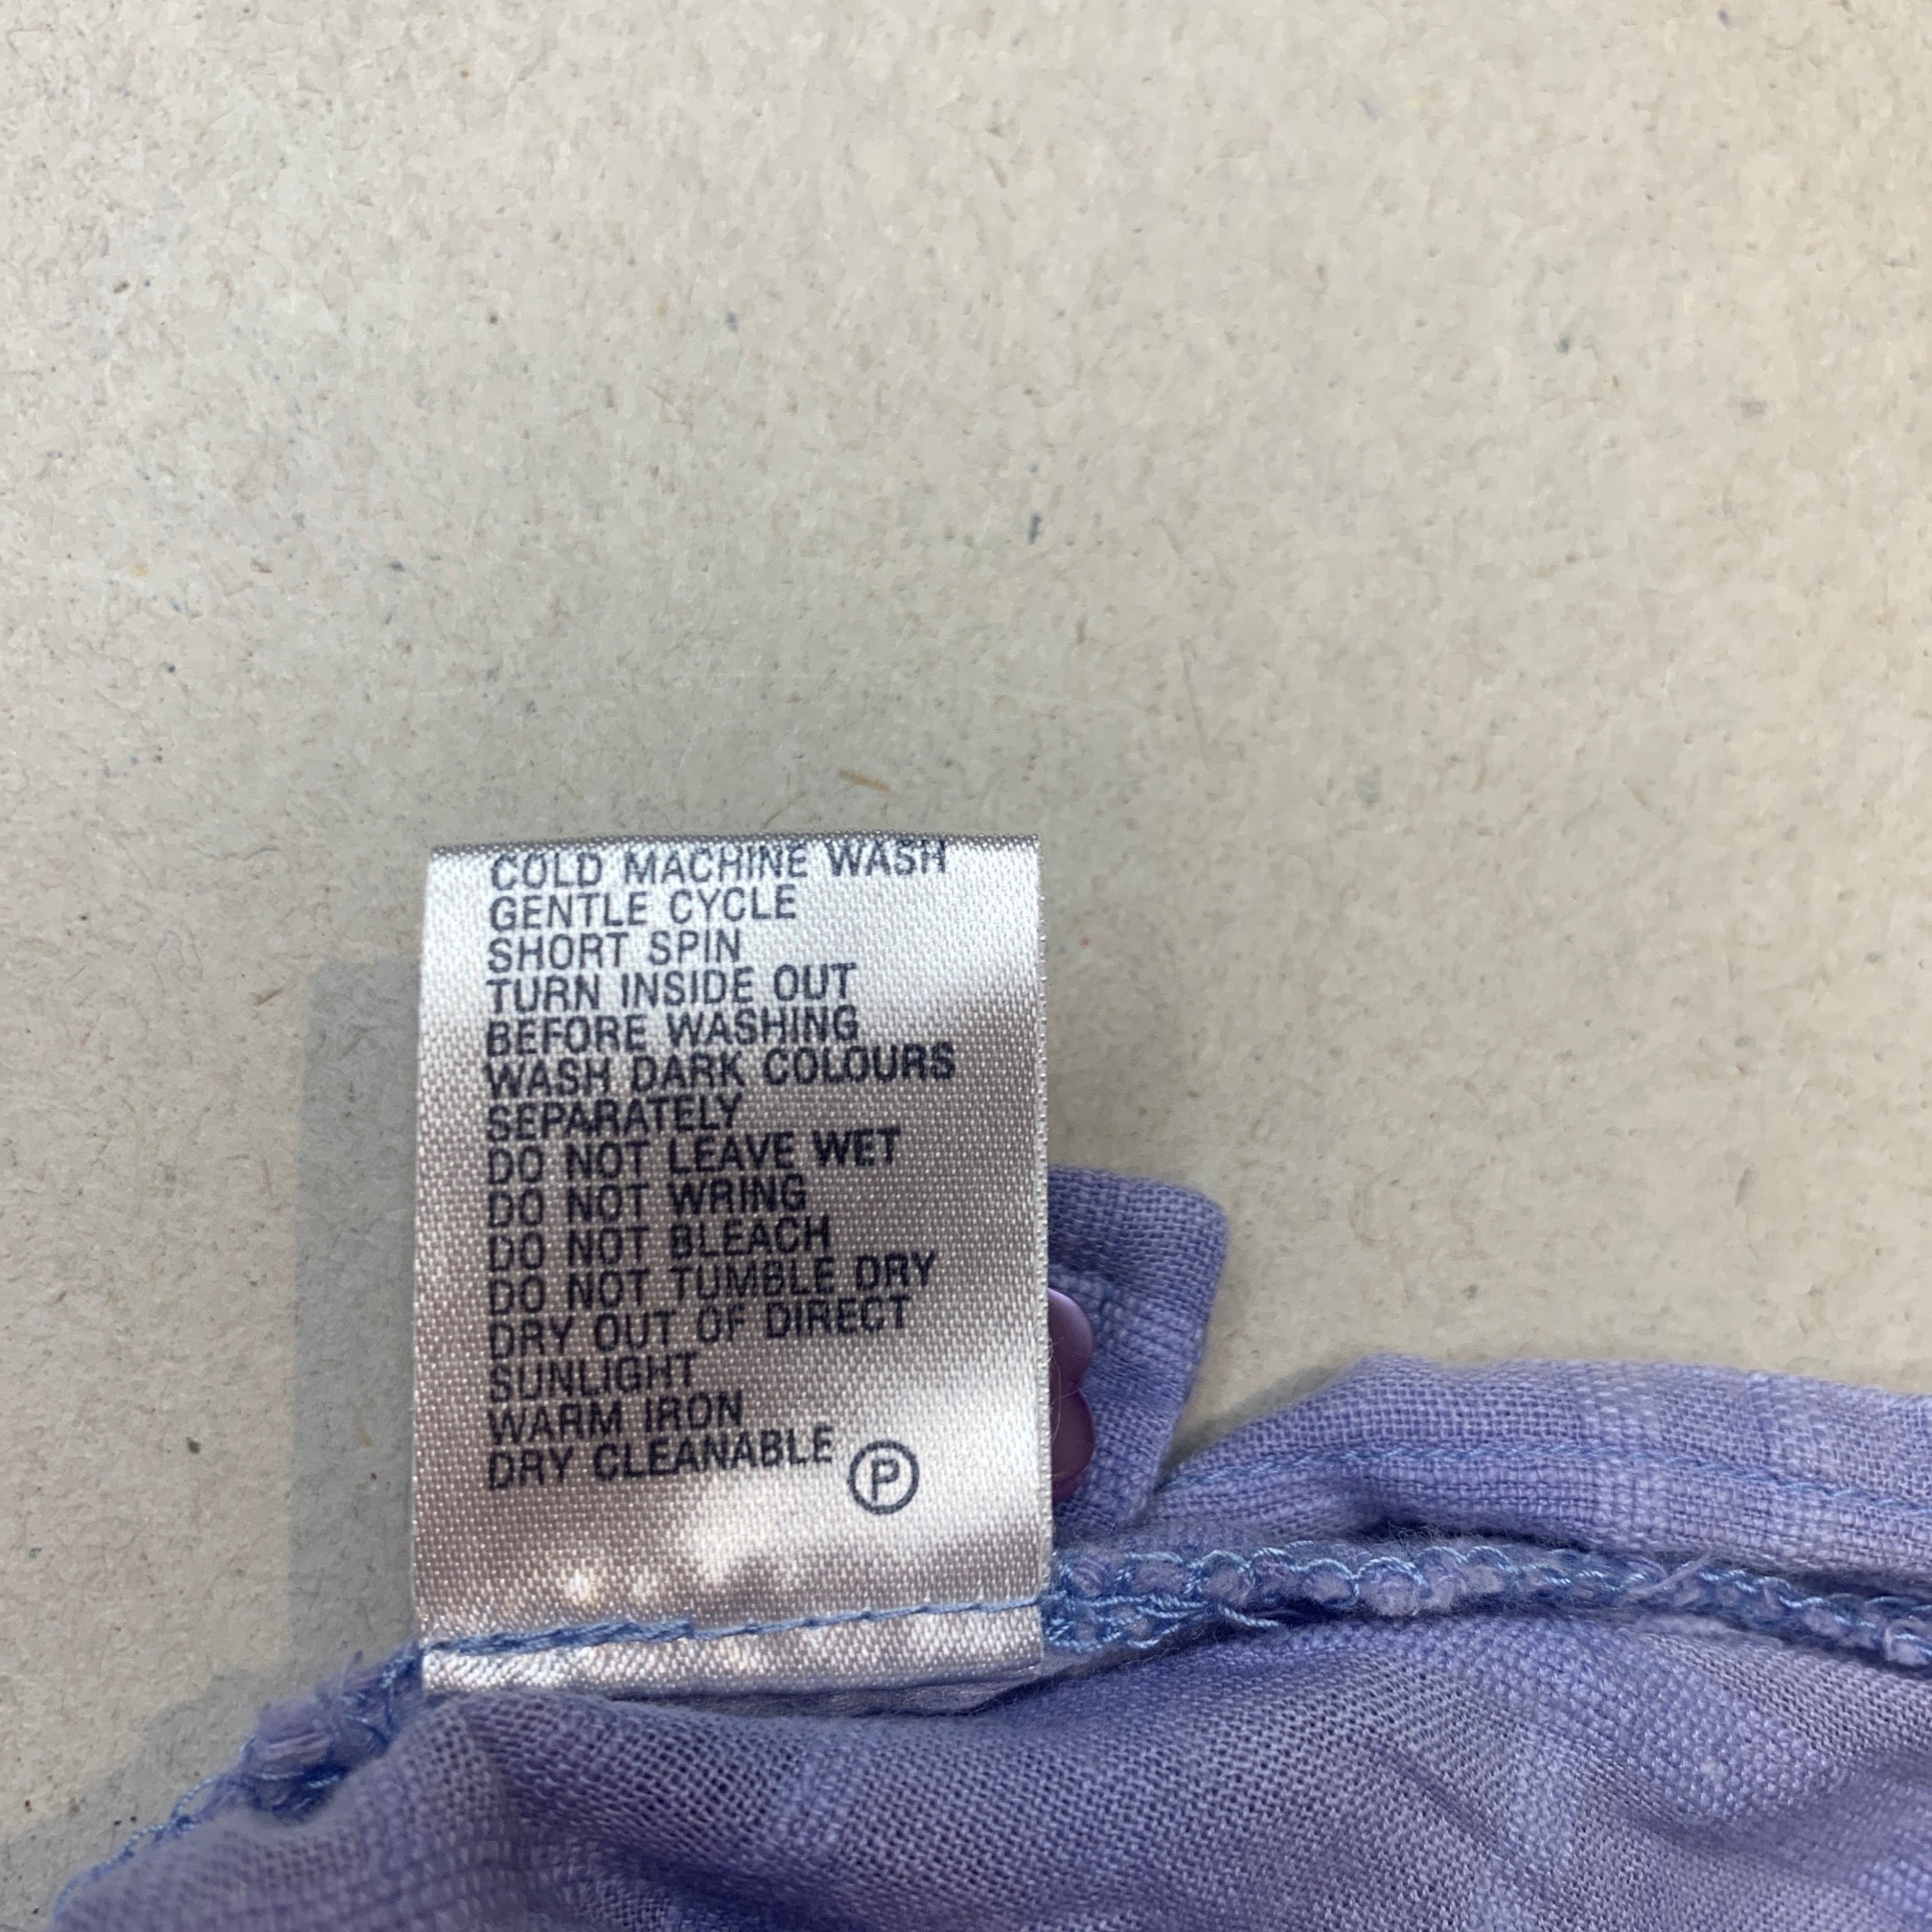 COLD MACHINE WASH
GENTLE CYCLE
SHORT SPIN
TURN INSIDE OUT
BEFORE WASHING
WASH DARK COLOURS
SEPARATELY
DO NOT LEAVE WET
DO NOT WRING
DO NOT BLEACH
DO NOT TUMBLE DRY
DRY OUT OF DIRECT
SUNLIGHT
WARM IRON
DRY CLEANABLE
P